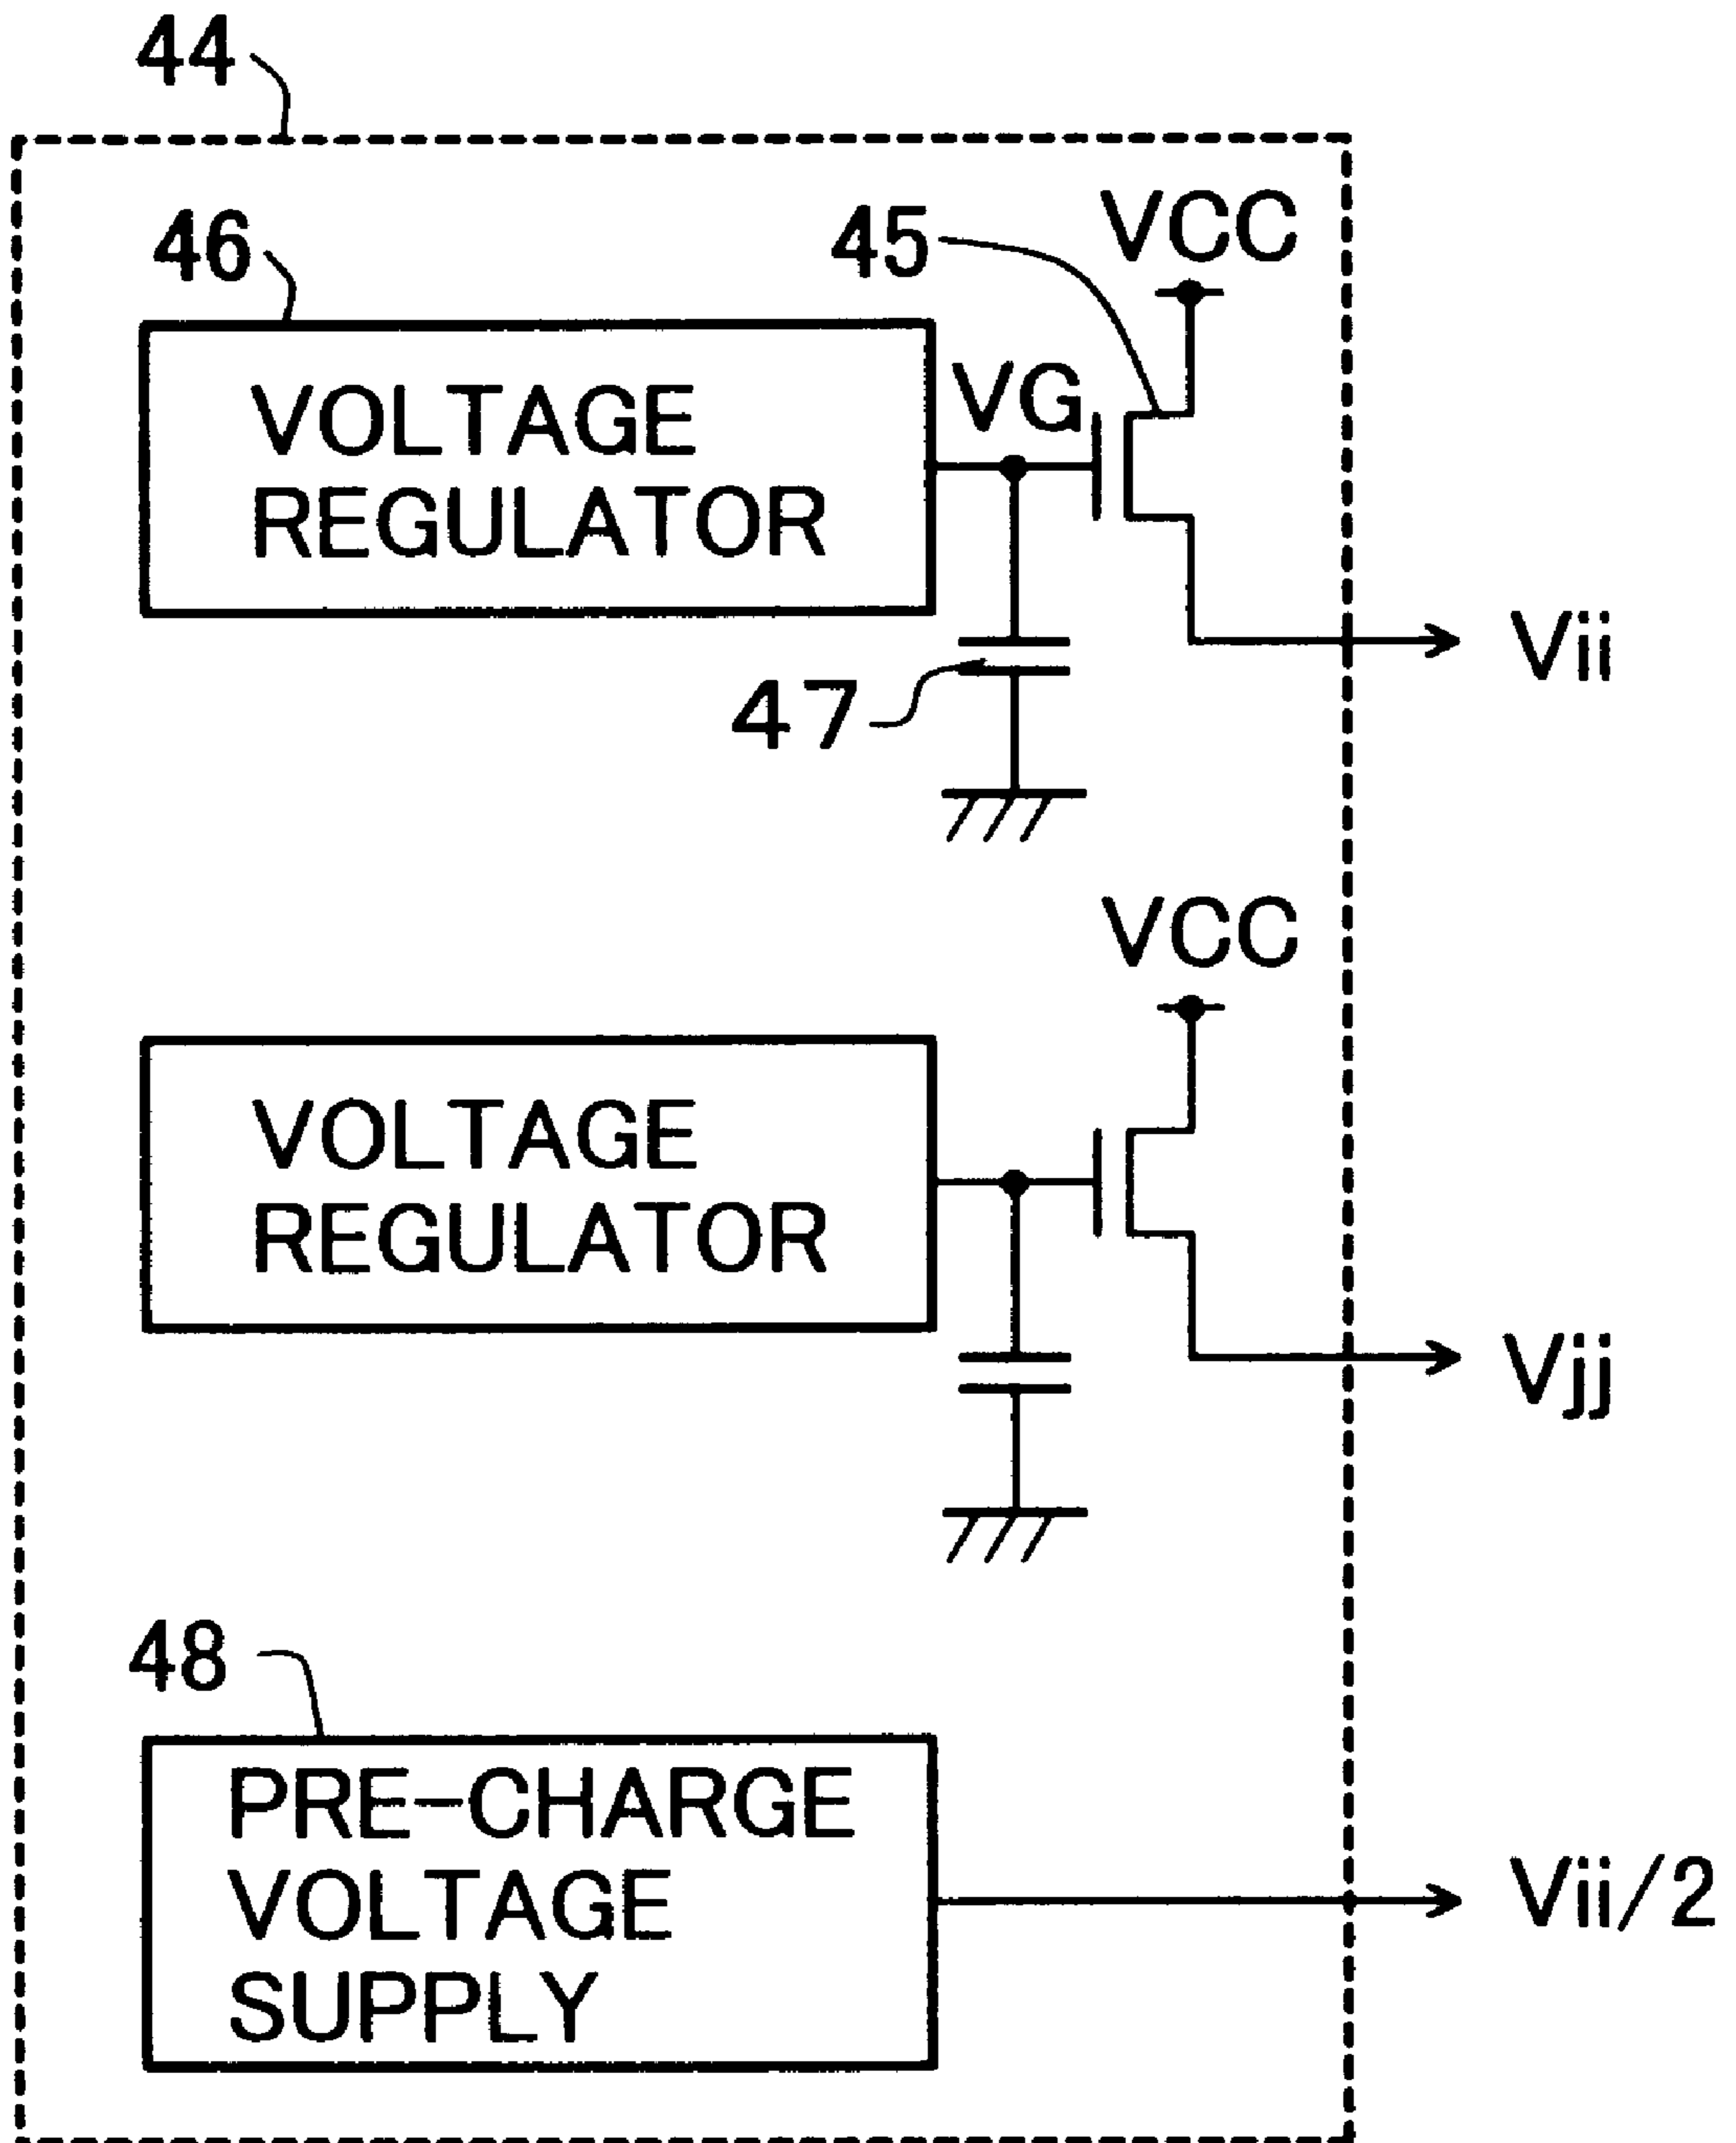 44
46
45
VCC
VOLTAGE
REGULATOR
VG
47
Vii
VCC
VOLTAGE
REGULATOR
Vjj
48
PRE-CHARGE
VOLTAGE
SUPPLY
Vii/2